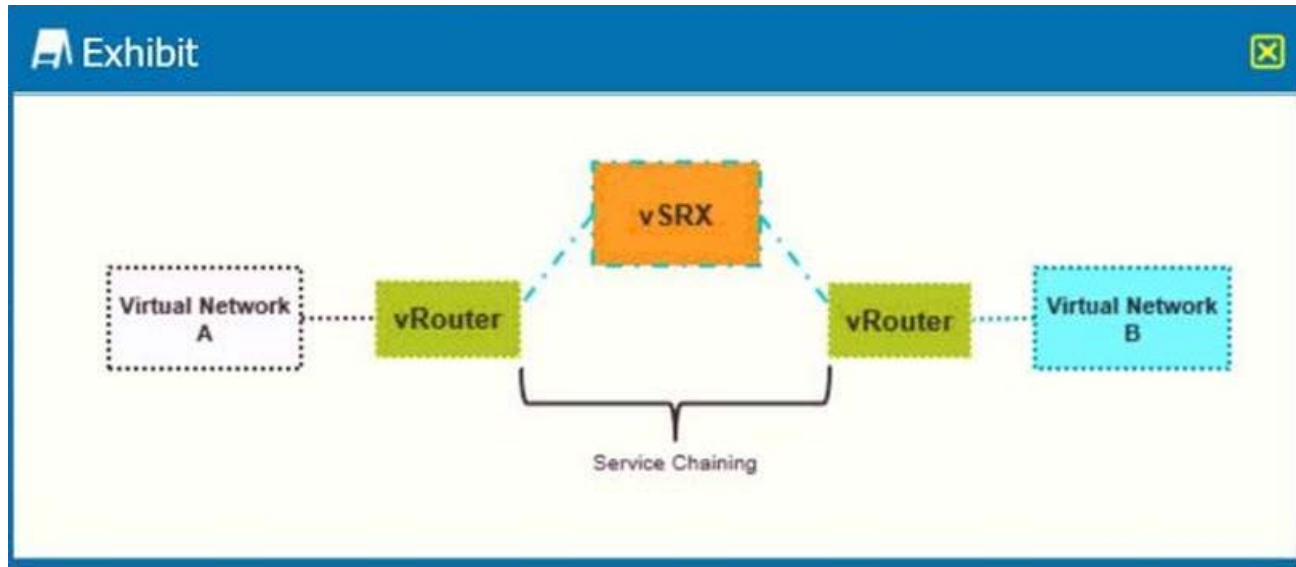 Exhibit
vSRX
Virtual Network
A
vRouter
vRouter
Virtual Network
B
Service Chaining